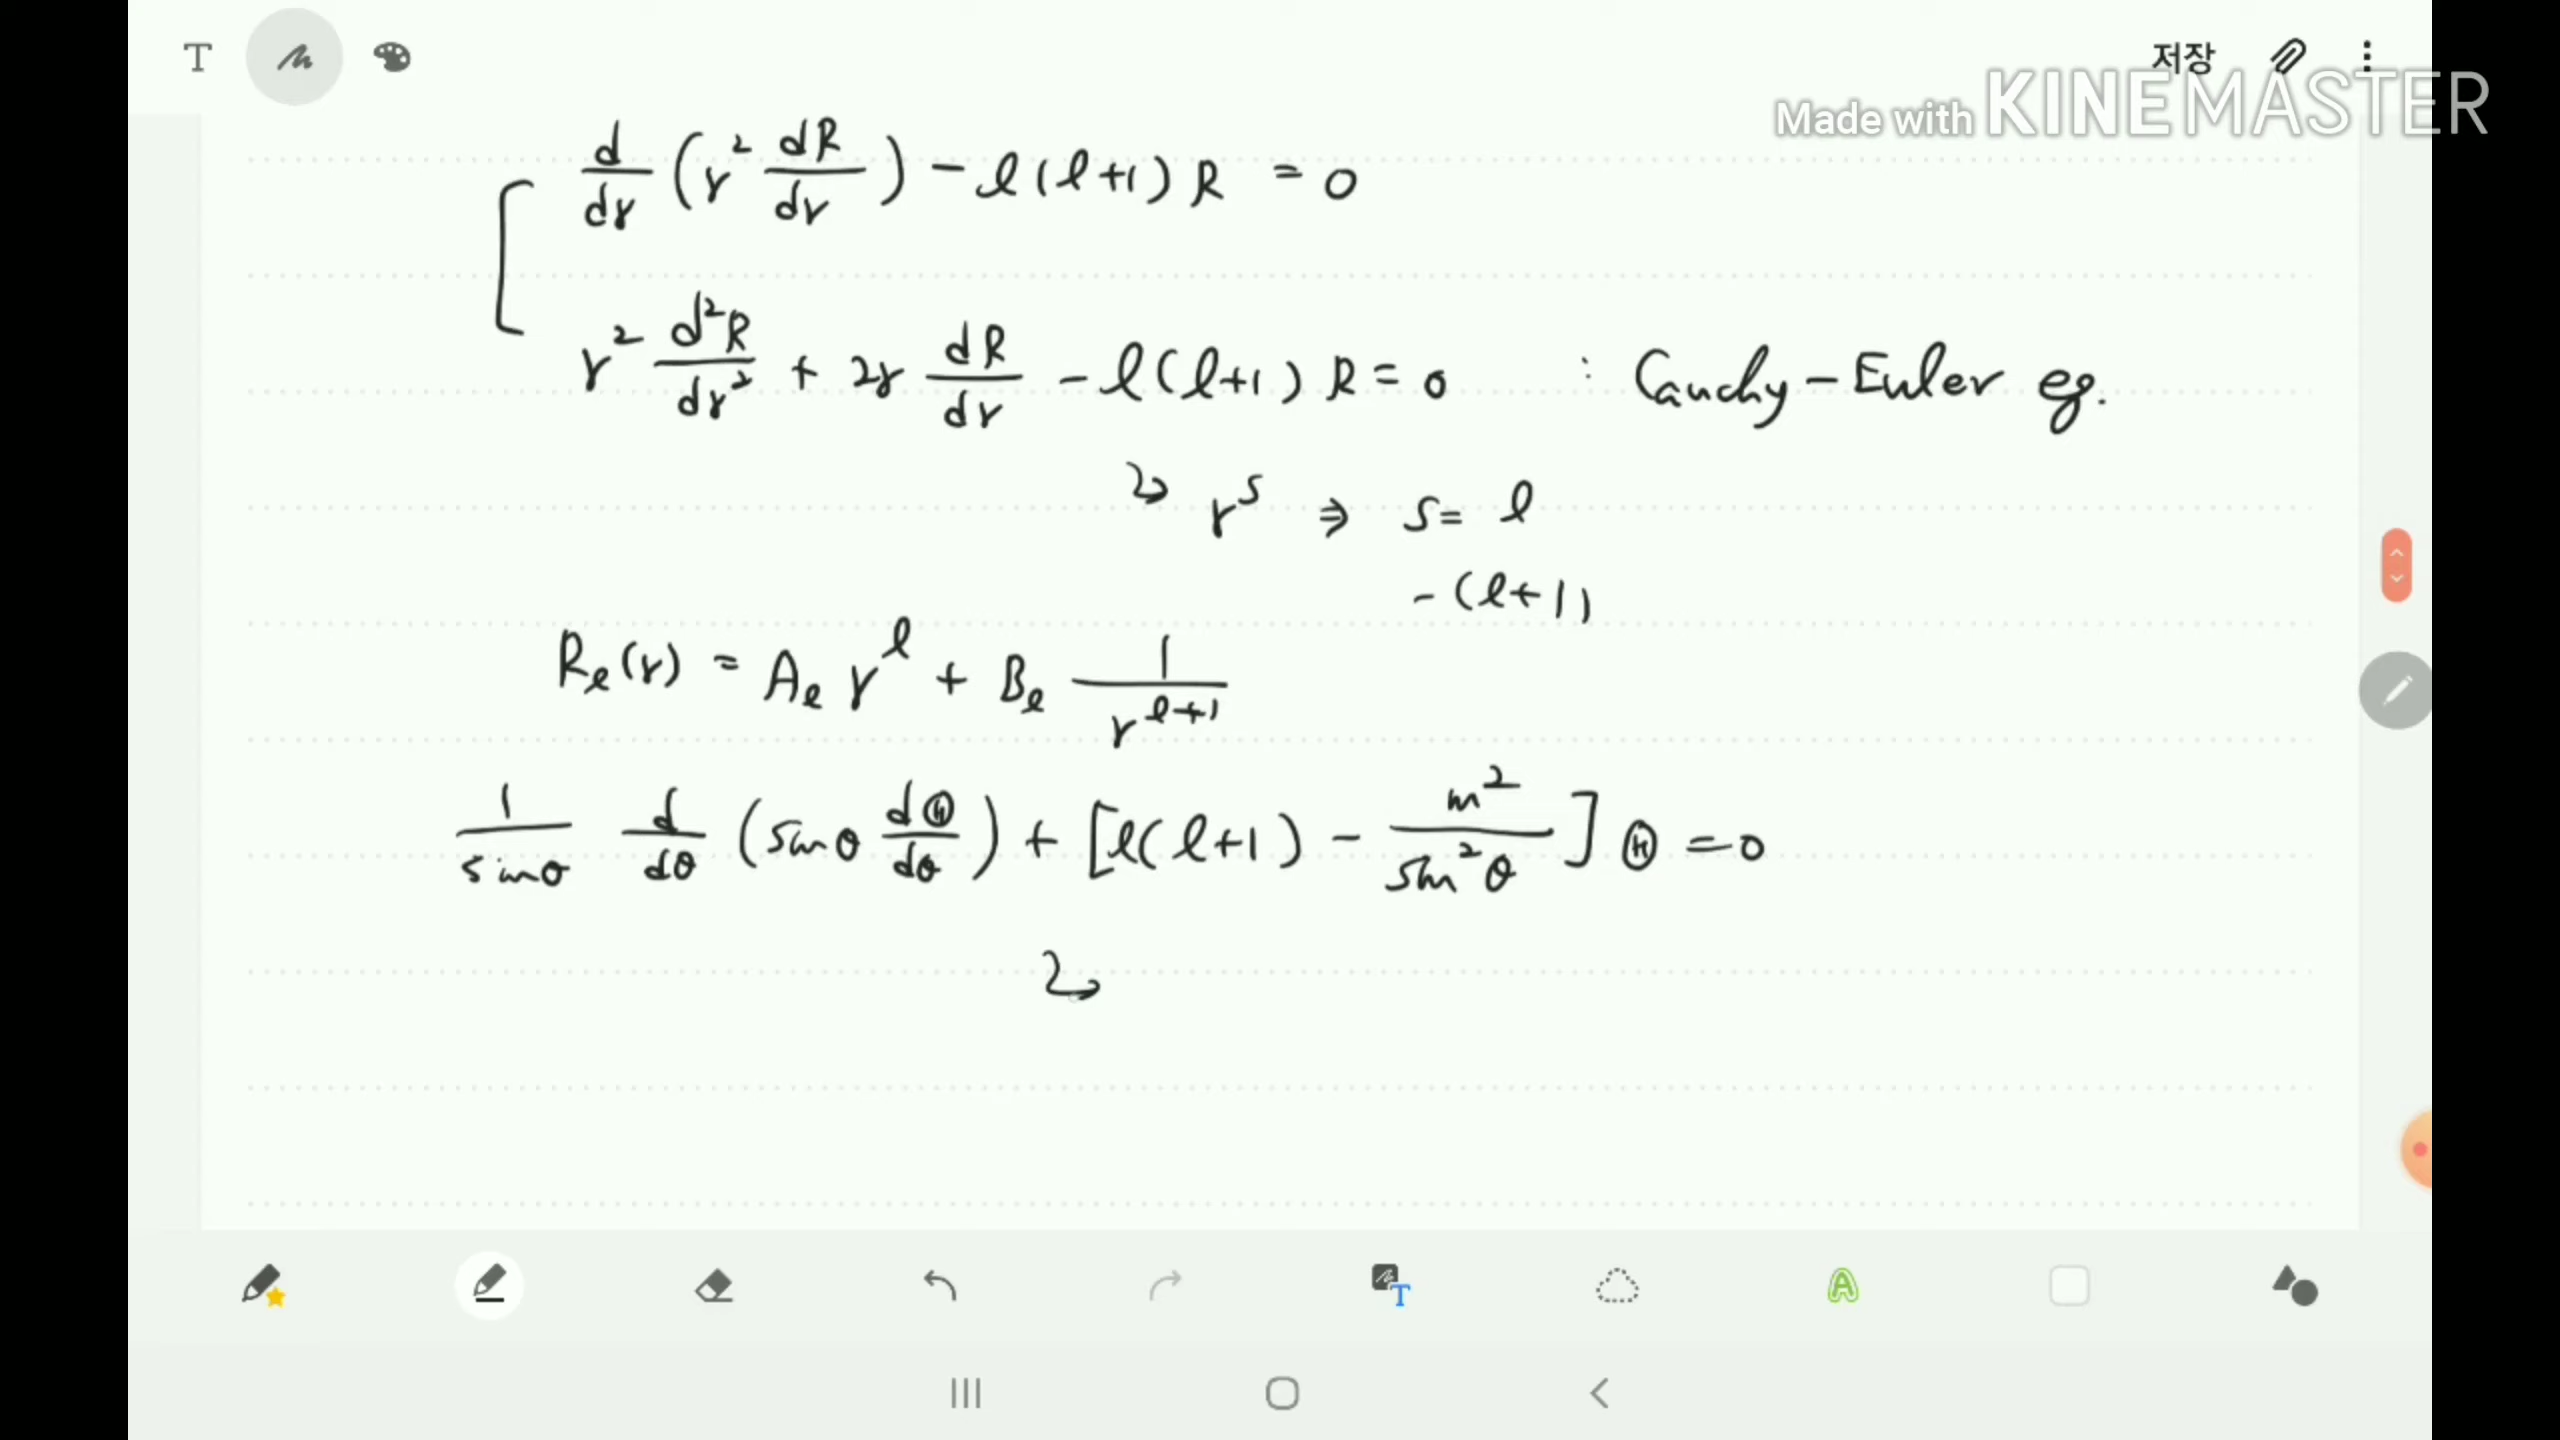 T 저장
Made with KINEMASTER
d/dr (r² dR/dr) - ℓ(ℓ+1) R = 0
r² d²R/dr² + 2r dR/dr - ℓ(ℓ+1) R = 0 : Cauchy-Euler eq.
↪ r^s ⇒ s = ℓ
-(ℓ+1)
R_ℓ(r) = A_ℓ r^ℓ + B_ℓ 1/r^(ℓ+1)
1/sinθ d/dθ (sinθ dΘ/dθ) + [ℓ(ℓ+1) - m²/sin²θ] Θ = 0
↪
T A